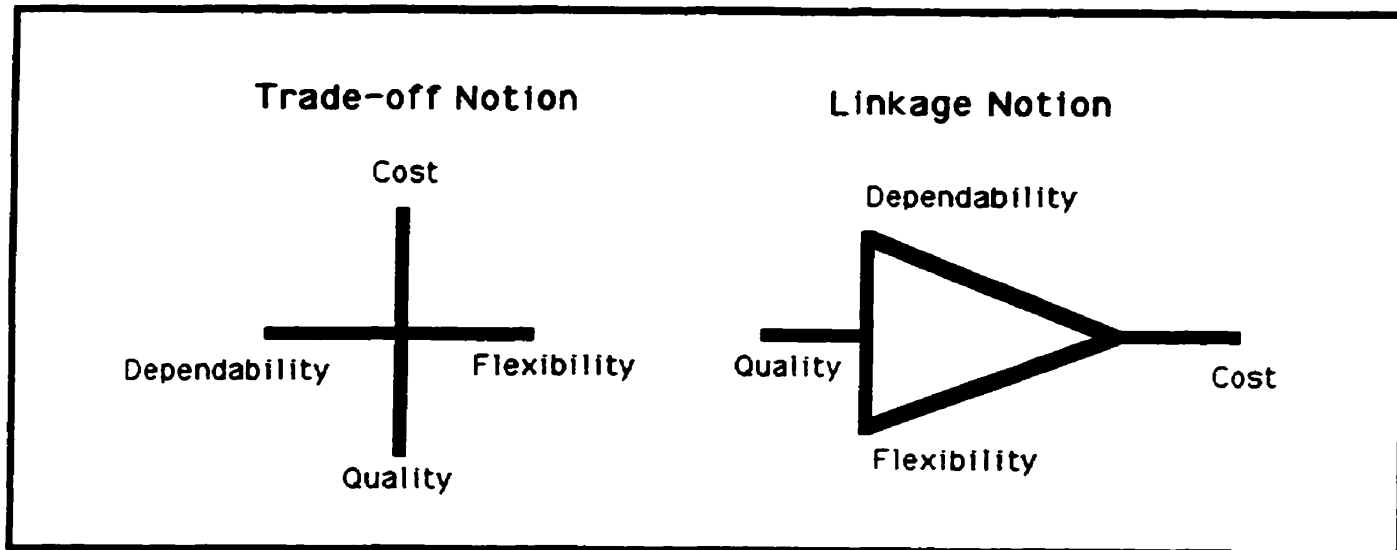 Trade-off Notion
Cost
Dependability
Flexibility
Quality
Linkage Notion
Dependability
Quality
Cost
Flexibility